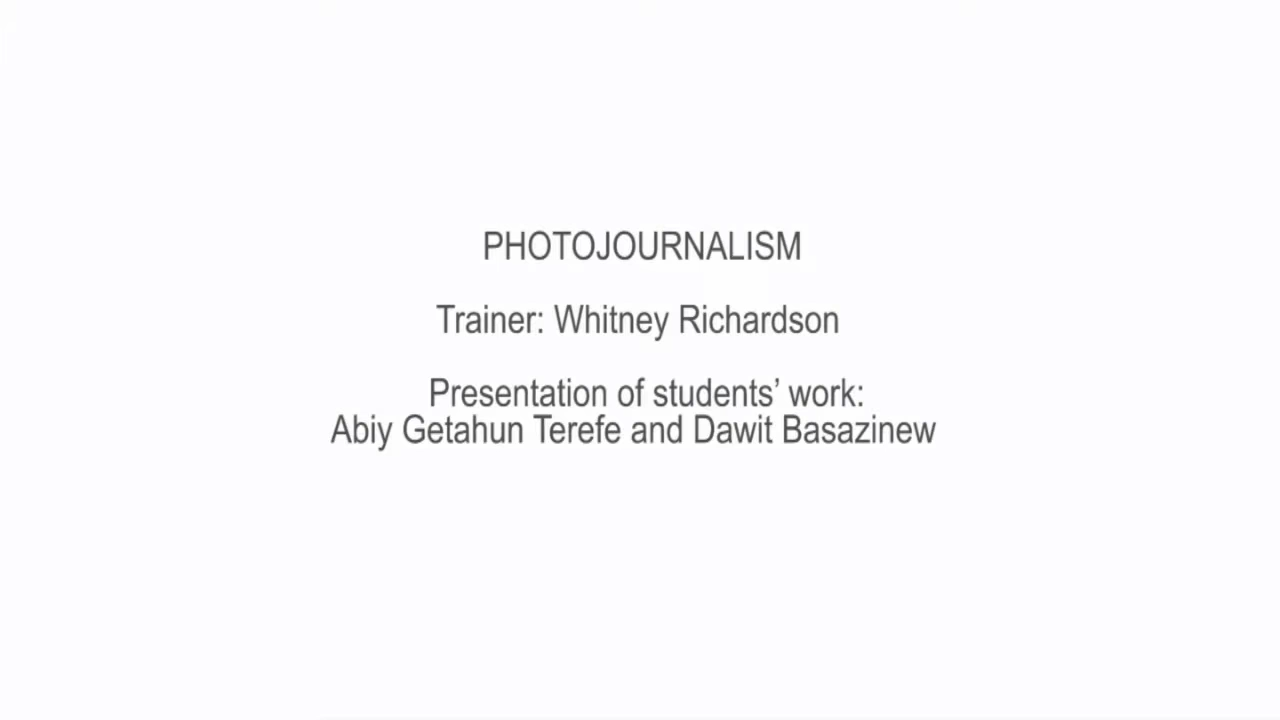 PHOTOJOURNALISM
Trainer: Whitney Richardson
Presentation of students’ work:
Abiy Getahun Terefe and Dawit Basazinew